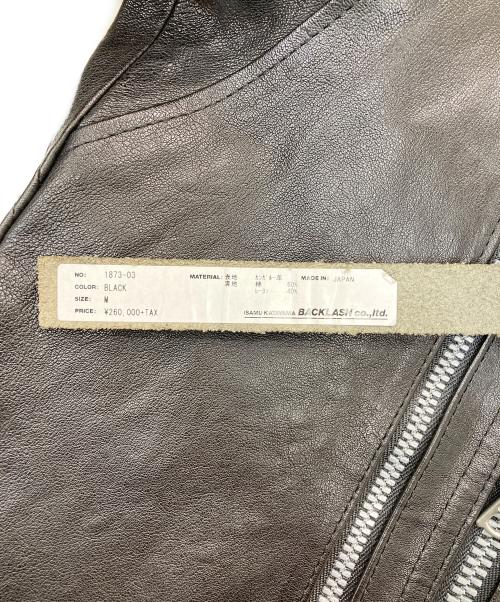 NO: 1873-03
COLOR: BLACK
SIZE: M
PRICE: ¥260,000+TAX
MATERIAL: 表地 カンガルー革
裏地 綿 60%
レーヨン 40%
MADE IN: JAPAN
ISAMU KATAYAMA BACKLASH co.,ltd.